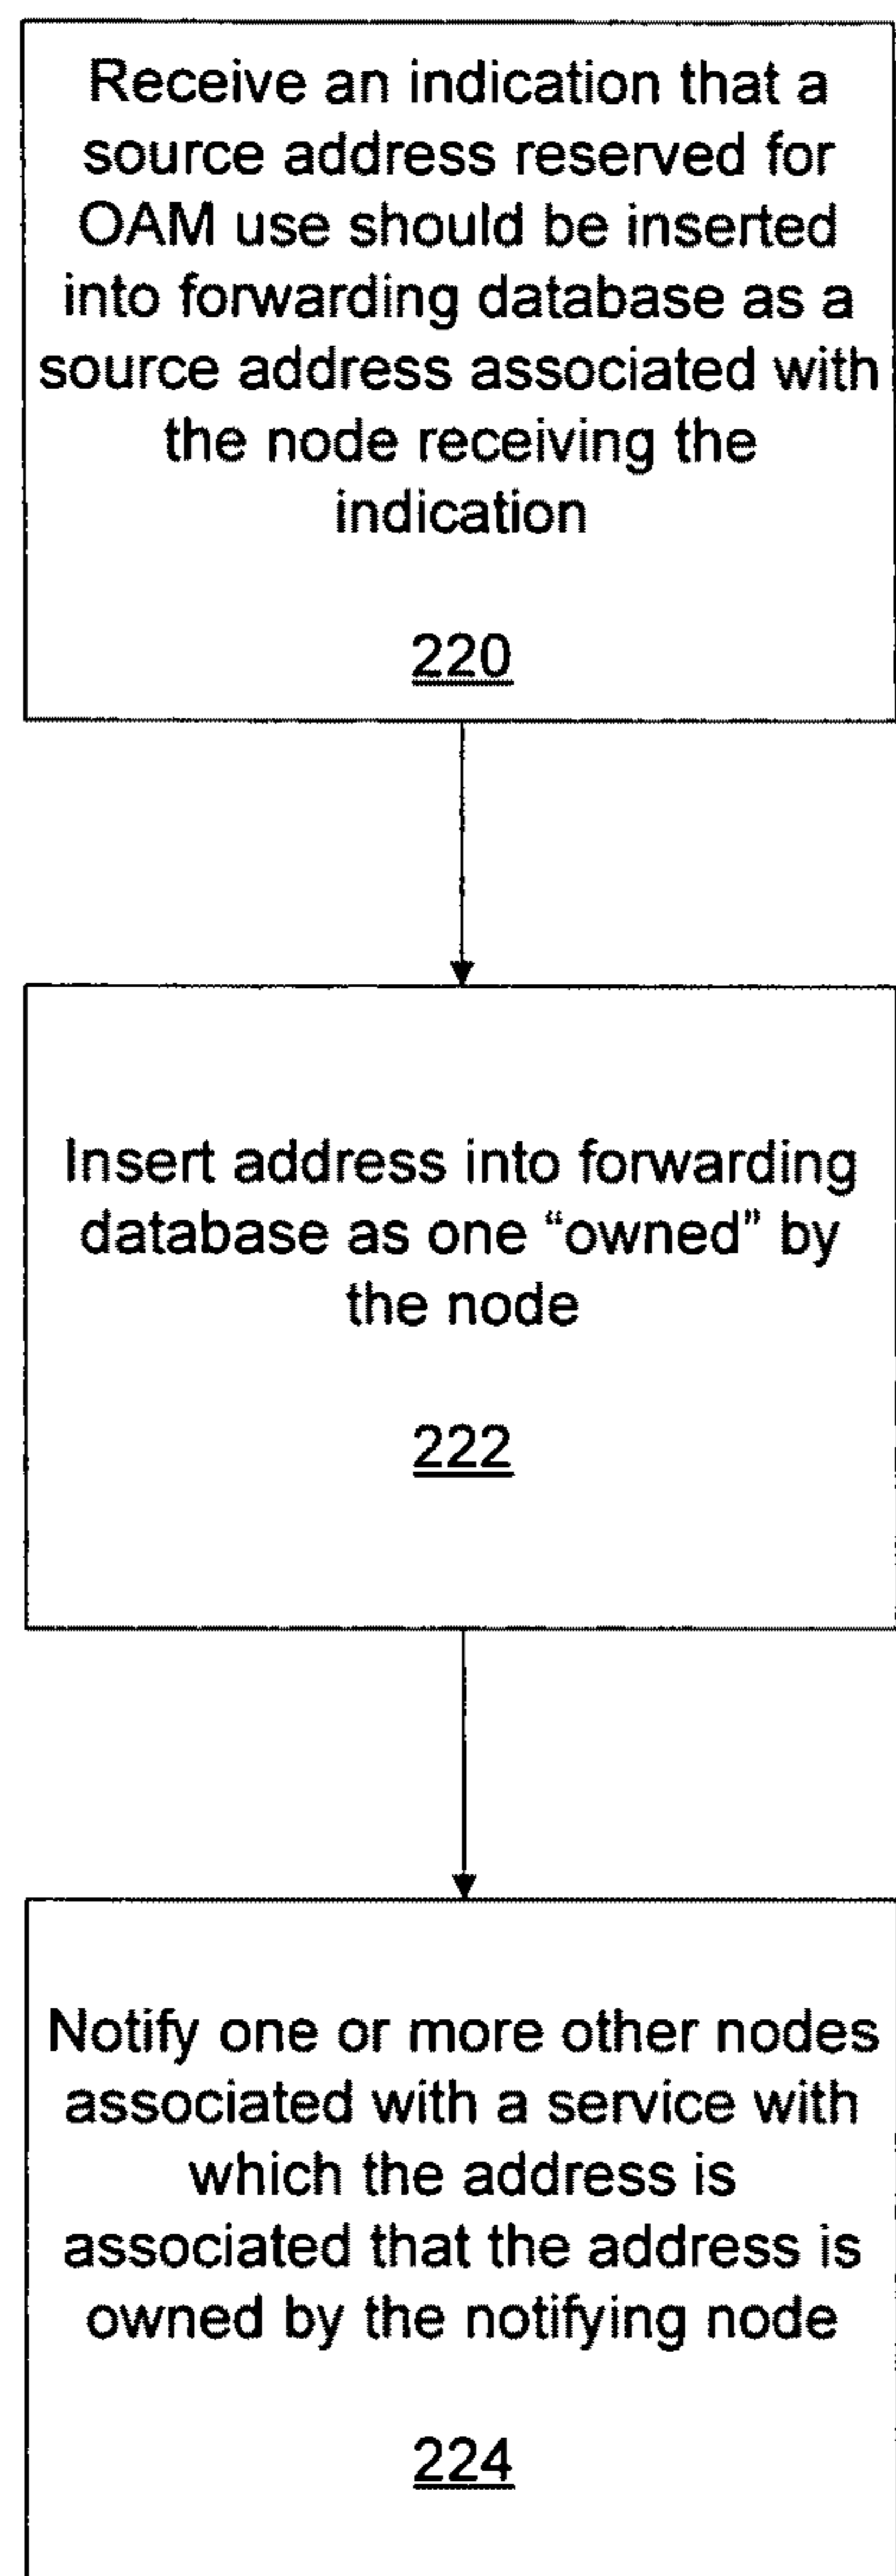 Receive an indication that a
source address reserved for
OAM use should be inserted
into forwarding database as a
source address associated with
the node receiving the
indication
220
Insert address into forwarding
database as one “owned” by
the node
222
Notify one or more other nodes
associated with a service with
which the address is
associated that the address is
owned by the notifying node
224